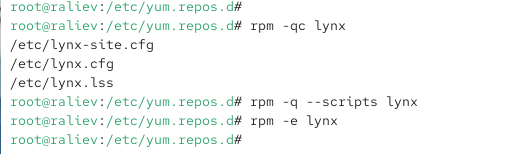 root@raliev:/etc/yum.repos.d#
root@raliev:/etc/yum.repos.d# rpm -qc lynx
/etc/lynx-site.cfg
/etc/lynx.cfg
/etc/lynx.lss
root@raliev:/etc/yum.repos.d# rpm -q --scripts lynx
root@raliev:/etc/yum.repos.d# rpm -e lynx
root@raliev:/etc/yum.repos.d#